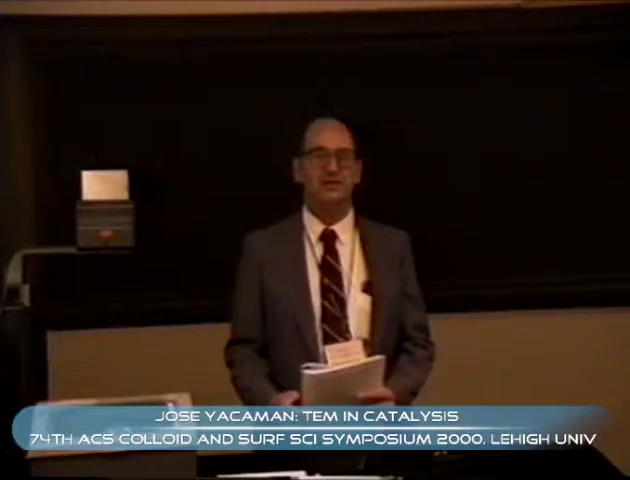 JOSE YACAMAN: TEM IN CATALYSIS
74TH ACS COLLOID AND SURF SCI SYMPOSIUM 2000, LEHIGH UNIV